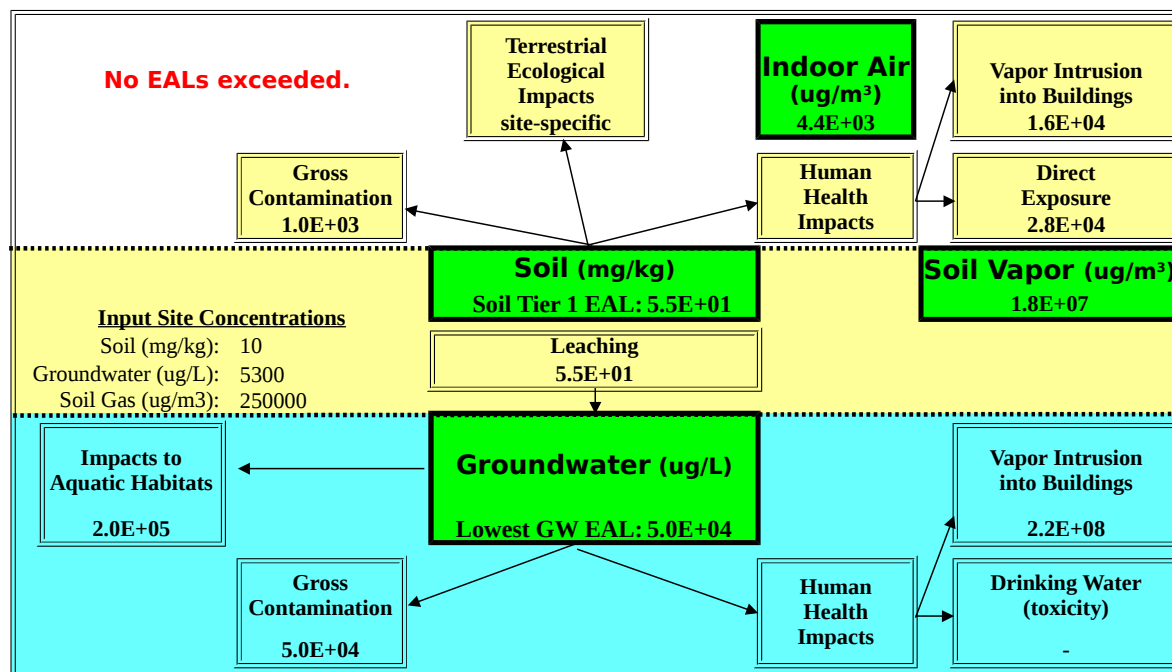 No EALs exceeded.
Terrestrial
Ecological
Impacts
site-specific
Indoor Air
(ug/m³)
4.4E+03
Vapor Intrusion
into Buildings
1.6E+04
Gross
Contamination
1.0E+03
Human
Health
Impacts
Direct
Exposure
2.8E+04
Soil (mg/kg)
Soil Tier 1 EAL: 5.5E+01
Soil Vapor (ug/m³)
1.8E+07
Input Site Concentrations
Soil (mg/kg): 10
Groundwater (ug/L): 5300
Soil Gas (ug/m3): 250000
Leaching
5.5E+01
Impacts to
Aquatic Habitats
2.0E+05
Groundwater (ug/L)
Lowest GW EAL: 5.0E+04
Vapor Intrusion
into Buildings
2.2E+08
Gross
Contamination
5.0E+04
Human
Health
Impacts
Drinking Water
(toxicity)
-